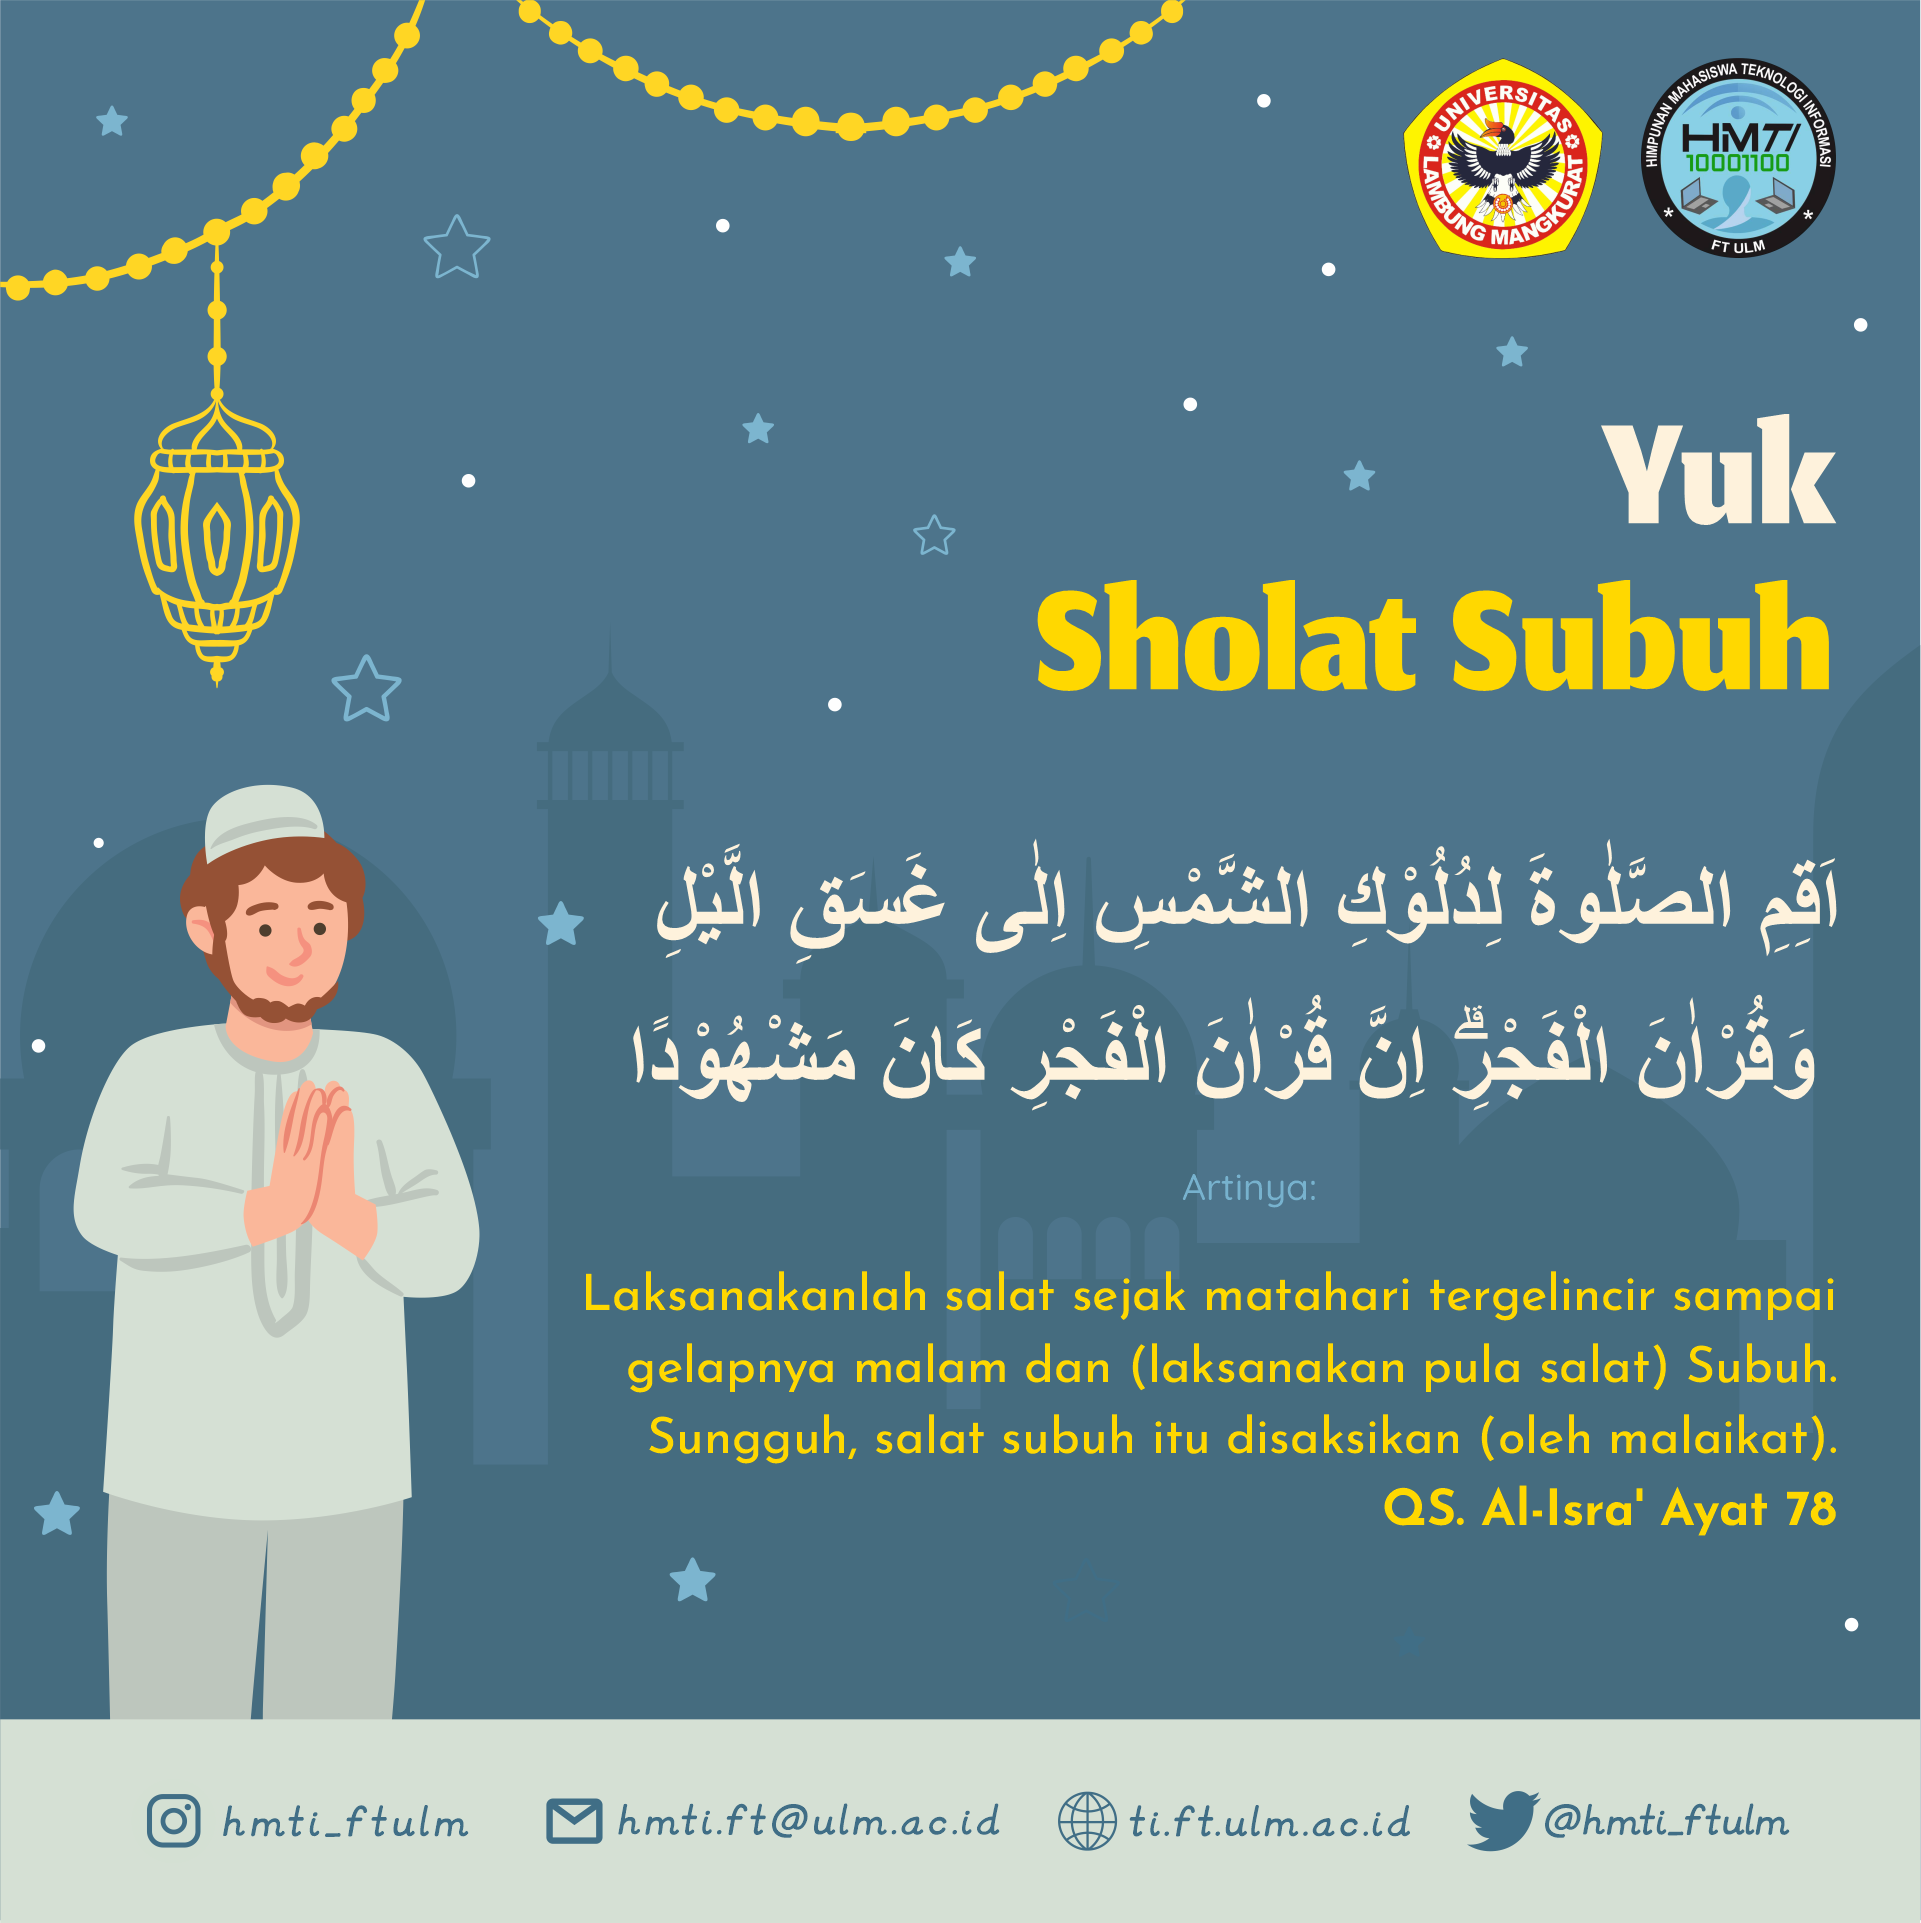 UNIVERSITAS
LAMBUNG MANGKURAT
HIMPUNAN MAHASISWA TEKNOLOGI INFORMASI
HMTI
10001100
* FT ULM *
Yuk
Sholat Subuh
اَقِمِ الصَّلٰوةَ لِدُلُوْكِ الشَّمْسِ اِلٰى غَسَقِ الَّيْلِ
وَقُرْاٰنَ الْفَجْرِۗ اِنَّ قُرْاٰنَ الْفَجْرِ كَانَ مَشْهُوْدًا
Artinya:
Laksanakanlah salat sejak matahari tergelincir sampai
gelapnya malam dan (laksanakan pula salat) Subuh.
Sungguh, salat subuh itu disaksikan (oleh malaikat).
QS. Al-Isra' Ayat 78
hmti_ftulm
hmti.ft@ulm.ac.id
ti.ft.ulm.ac.id
@hmti_ftulm